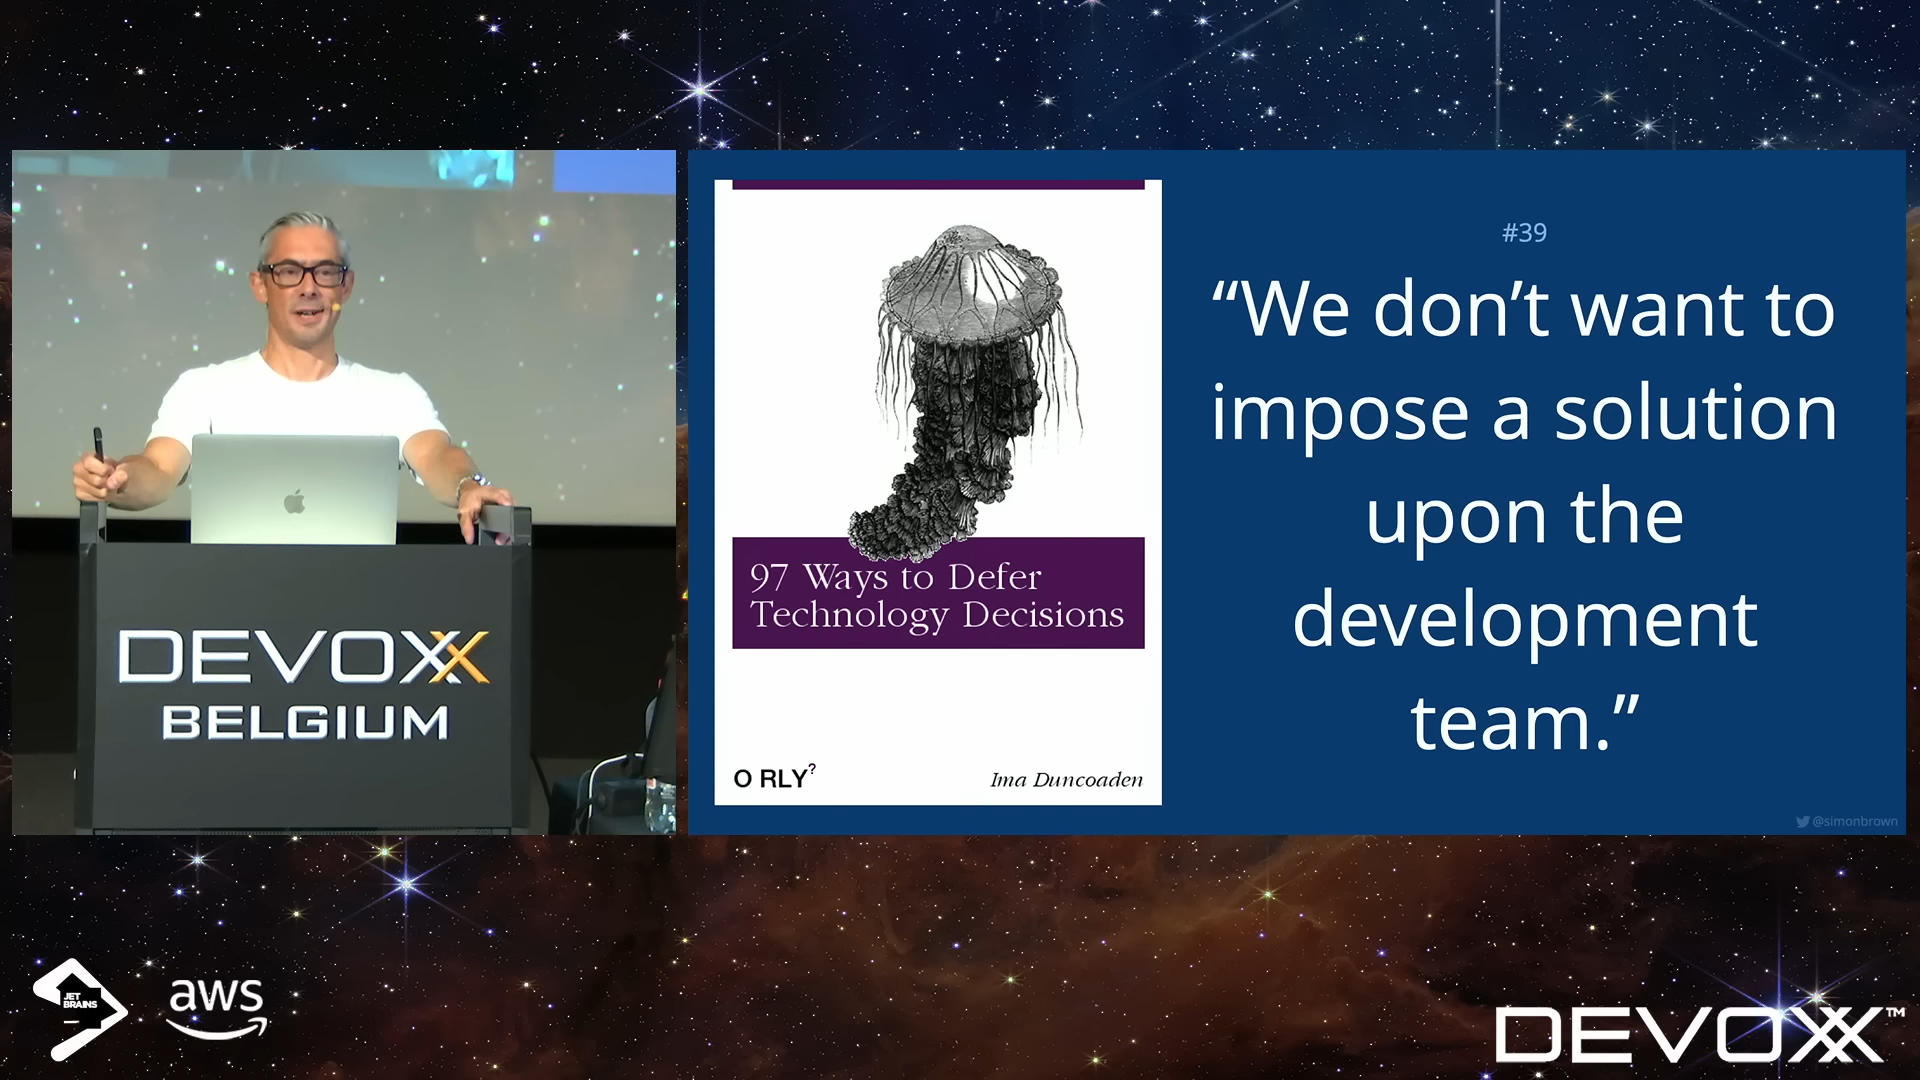 DEVOXX
BELGIUM
97 Ways to Defer
Technology Decisions
O RLY?
Ima Duncoaden
#39
“We don’t want to
impose a solution
upon the
development
team.”
@simonbrown
JET
BRAINS
aws
DEVOXX™